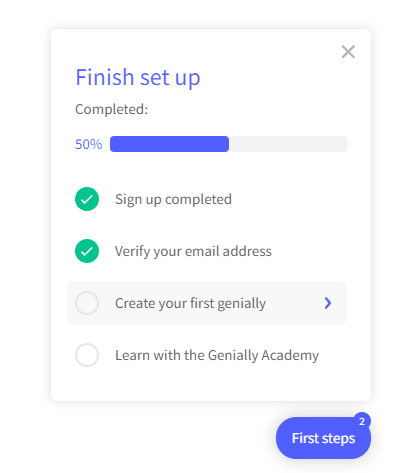 Finish set up
Completed:
50%
Sign up completed
Verify your email address
Create your first genially
Learn with the Genially Academy
2
First steps